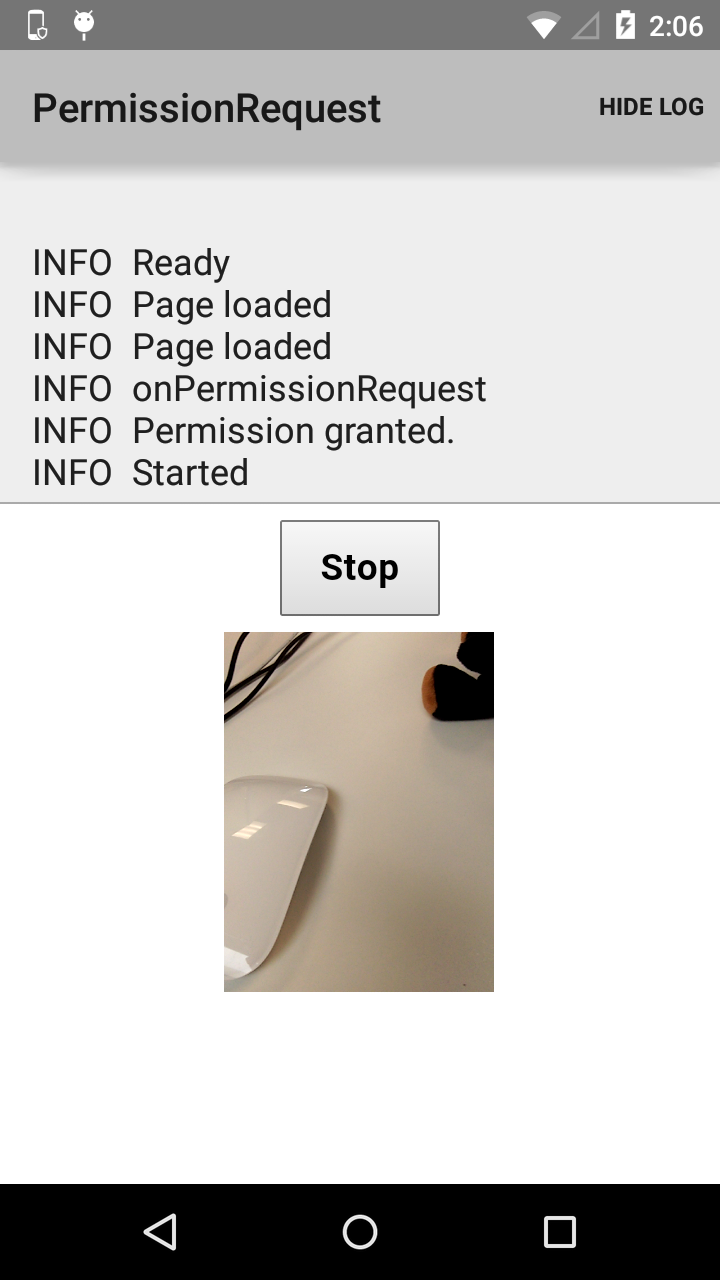 2:06
PermissionRequest HIDE LOG
INFO Ready
INFO Page loaded
INFO Page loaded
INFO onPermissionRequest
INFO Permission granted.
INFO Started
Stop